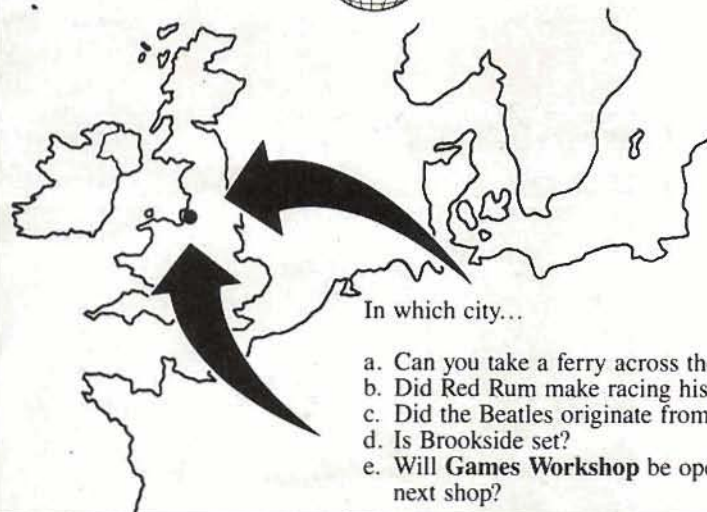 In which city...
a. Can you take a ferry across th
b. Did Red Rum make racing his
c. Did the Beatles originate from
d. Is Brookside set?
e. Will Games Workshop be ope
next shop?